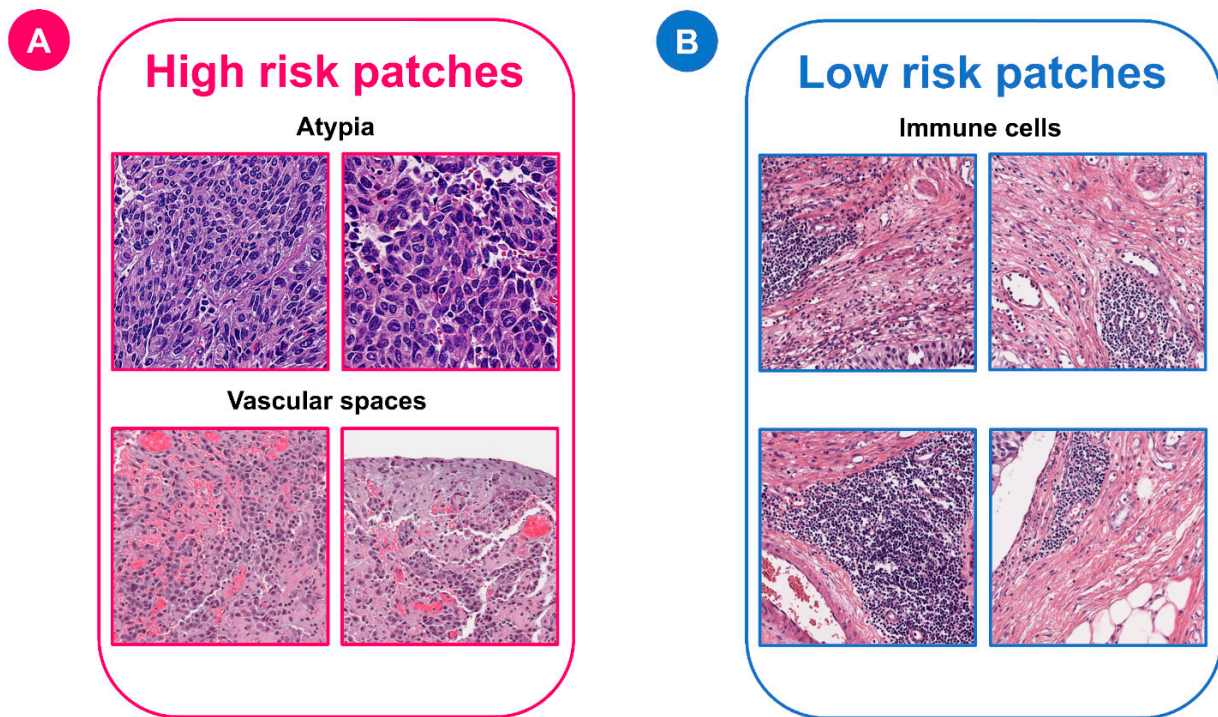 A
High risk patches
Atypia
Vascular spaces
B
Low risk patches
Immune cells